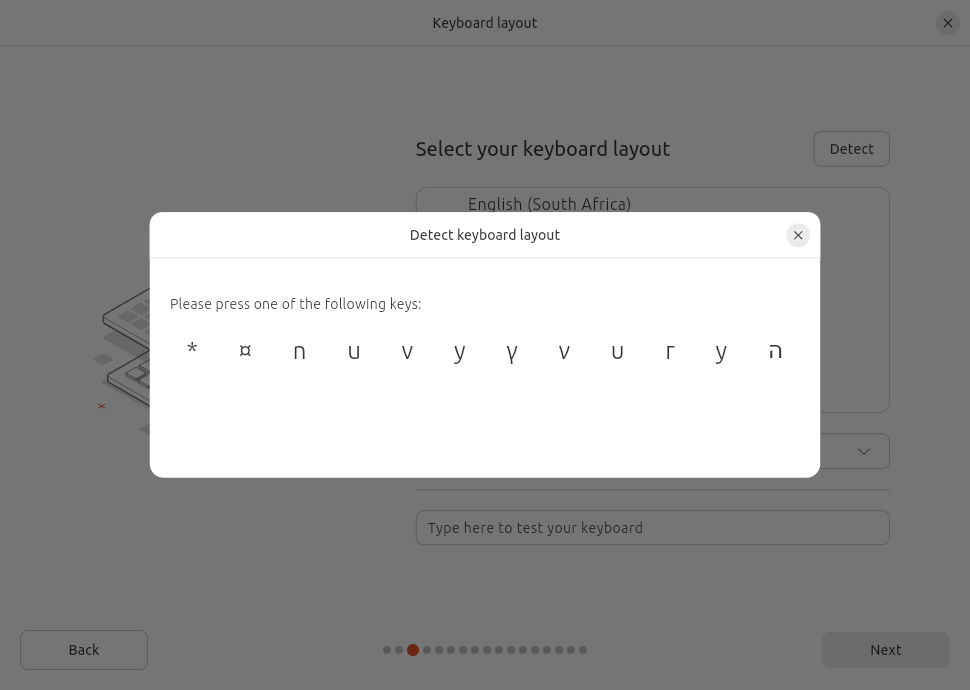 Keyboard layout
Select your keyboard layout
Detect
English (South Africa)
Detect keyboard layout
Please press one of the following keys:
* ¤ n u v y γ ν u г у ה
Type here to test your keyboard
Back
Next